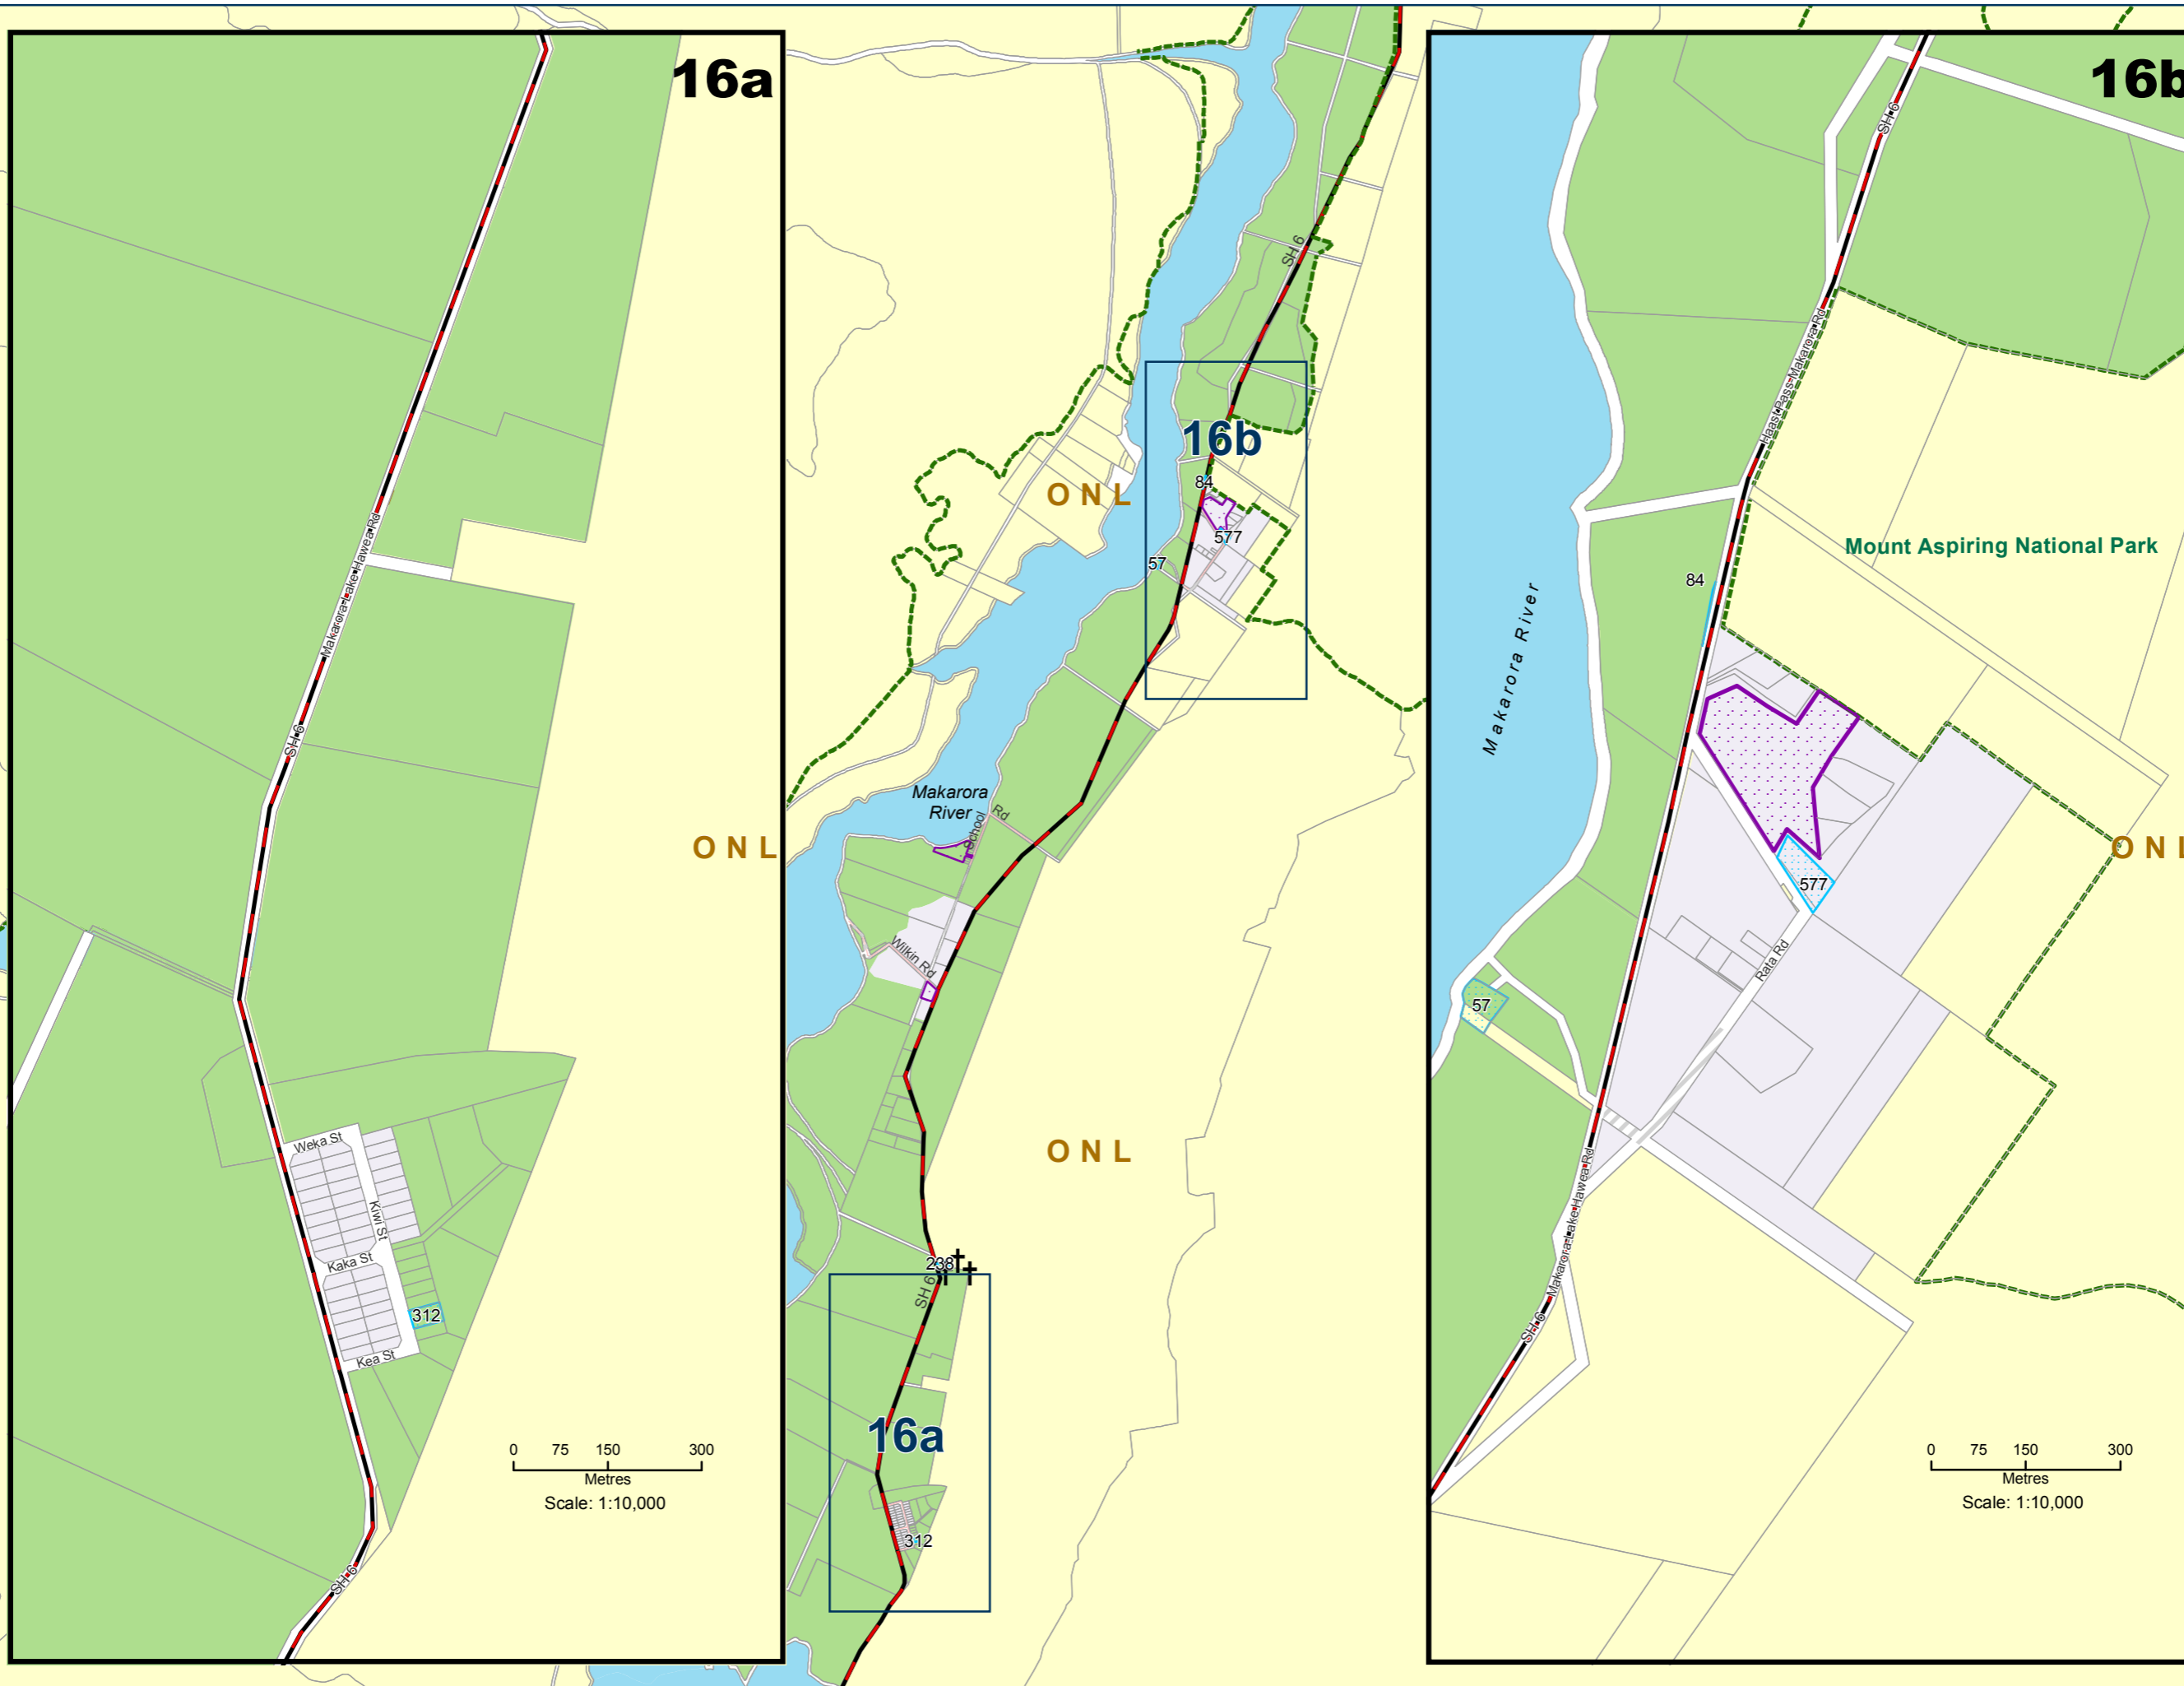 16a
Makarora-Lake Hawea Rd
SH 6
ONL
Weka St
Kiwi St
Kaka St
312
Kea St
0 75 150 300
Metres
Scale: 1:10,000
SH 6
SH 6
16b
84
ONL
577
57
Makarora
River
School Rd
Wilkin Rd
ONL
238
SH 6
16a
312
16b
SH 6
Haast Pass-Makarora Rd
Mount Aspiring National Park
84
Makarora River
ONL
577
Rata Rd
57
Makarora-Lake Hawea Rd
SH 6
0 75 150 300
Metres
Scale: 1:10,000